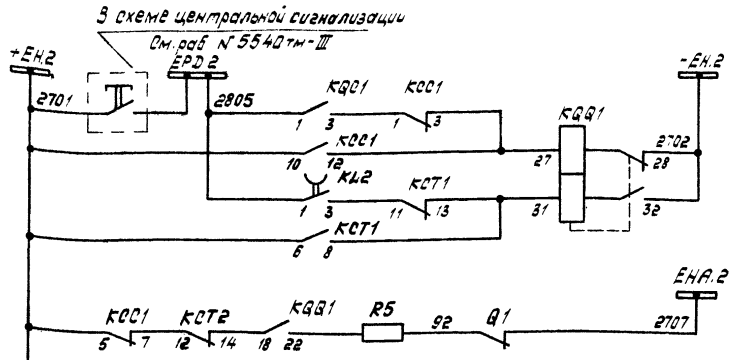 В схеме центральной сигнализации
См. раб № 5540тм-III
+ЕН.2
ЕРD 2
-ЕН.2
2701
2805
KQC1
KCC1
KQQ1
1 3
1 3
KCC1
2702
10 12
27
28
KL2
KCT1
1 3
11 13
31
32
KCT1
6 8
ЕНА.2
KCC1
KCT2
KQQ1
R5
92
Q1
2707
5 7
12 14
18 22